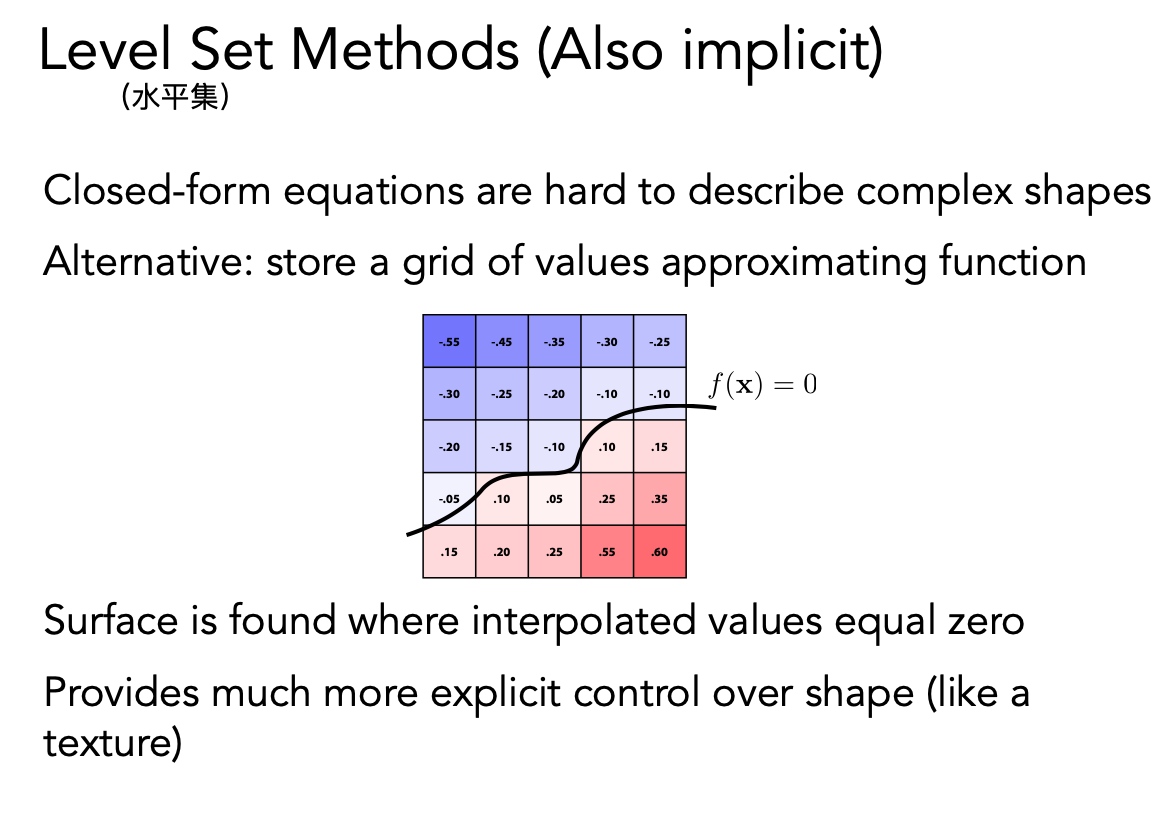 Level Set Methods (Also implicit)
（水平集）
Closed-form equations are hard to describe complex shapes
Alternative: store a grid of values approximating function
-.55 -.45 -.35 -.30 -.25
-.30 -.25 -.20 -.10 -.10
f(x) = 0
-.20 -.15 -.10 .10 .15
-.05 .10 .05 .25 .35
.15 .20 .25 .55 .60
Surface is found where interpolated values equal zero
Provides much more explicit control over shape (like a
texture)